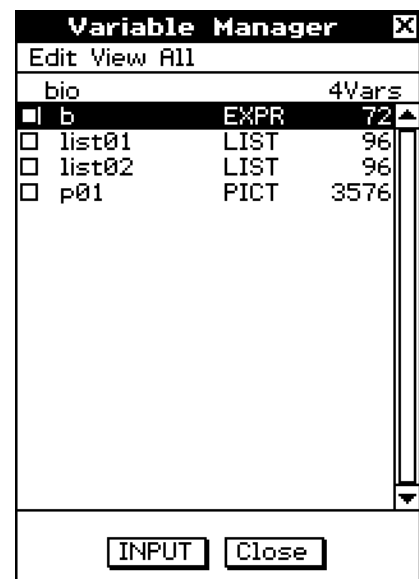 Variable Manager
Edit View All
bio 4Vars
b EXPR 72
list01 LIST 96
list02 LIST 96
p01 PICT 3576
INPUT Close